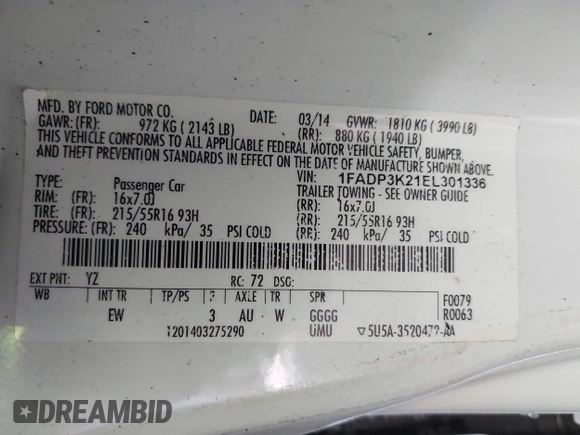 MFD. BY FORD MOTOR CO. DATE: 03/14 GVWR: 1810 KG ( 3990 LB)
GAWR: (FR): 972 KG ( 2143 LB) (RR): 880 KG ( 1940 LB)
THIS VEHICLE CONFORMS TO ALL APPLICABLE FEDERAL MOTOR VEHICLE SAFETY, BUMPER,
AND THEFT PREVENTION STANDARDS IN EFFECT ON THE DATE OF MANUFACTURE SHOWN ABOVE.
VIN: 1FADP3K21EL301336
TYPE: Passenger Car TRAILER TOWING - SEE OWNER GUIDE
RIM: (FR): 16x7.0J (RR): 16x7.0J
TIRE: (FR): 215/55R16 93H (RR): 215/55R16 93H
PRESSURE: (FR): 240 kPa/ 35 PSI COLD (RR): 240 kPa/ 35 PSI COLD
EXT PNT: YZ RC: 72 DSG:
WB INT TR TP/PS R AXLE TR SPR F0079
EW 3 AU W GGGG R0063
1201403275290 UMU ▽5U5A-3520472-AA
DREAMBID